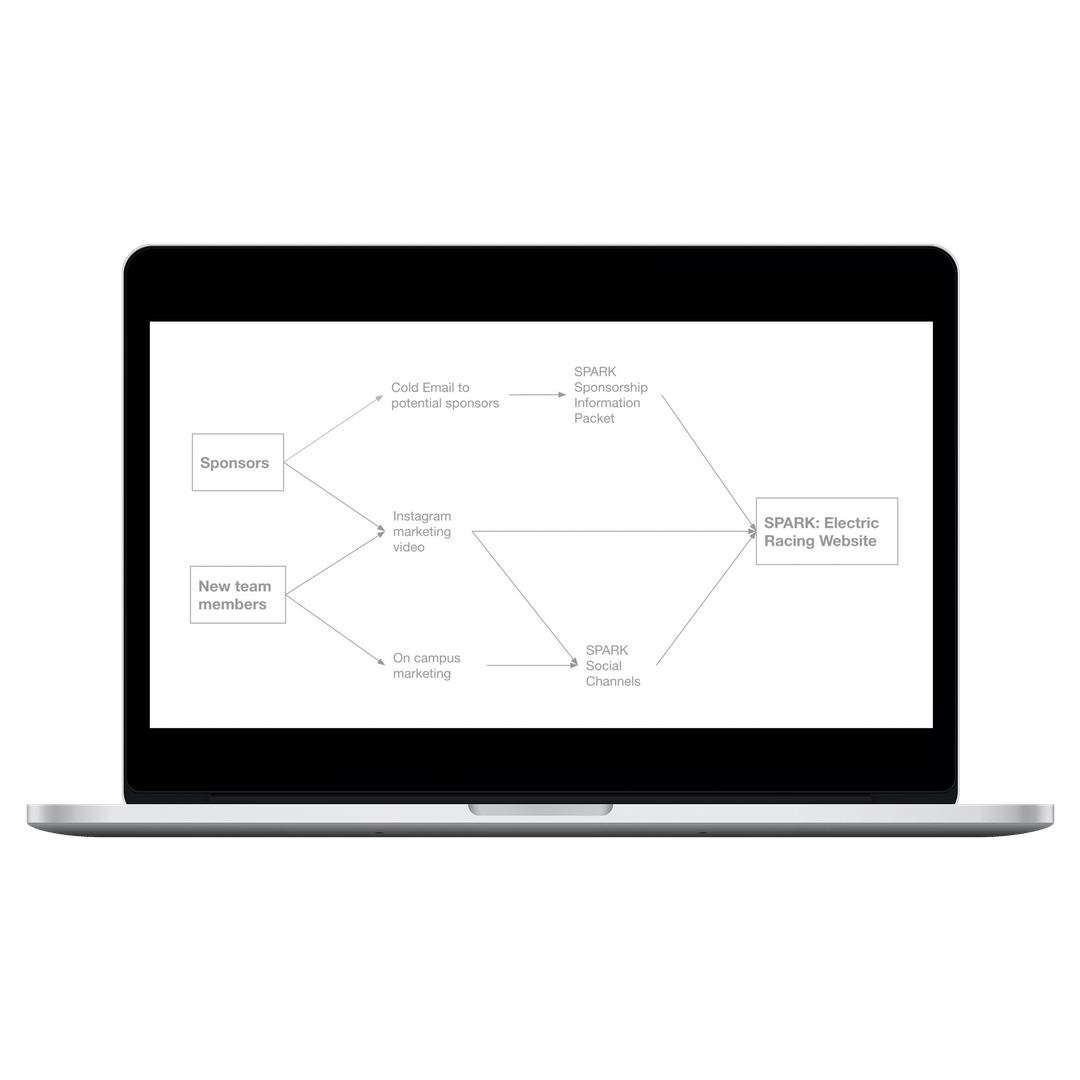 SPARK
Sponsorship
Information
Packet
Cold Email to
potential sponsors
Sponsors
Instagram
marketing
video
SPARK: Electric
Racing Website
New team
members
On campus
marketing
SPARK
Social
Channels